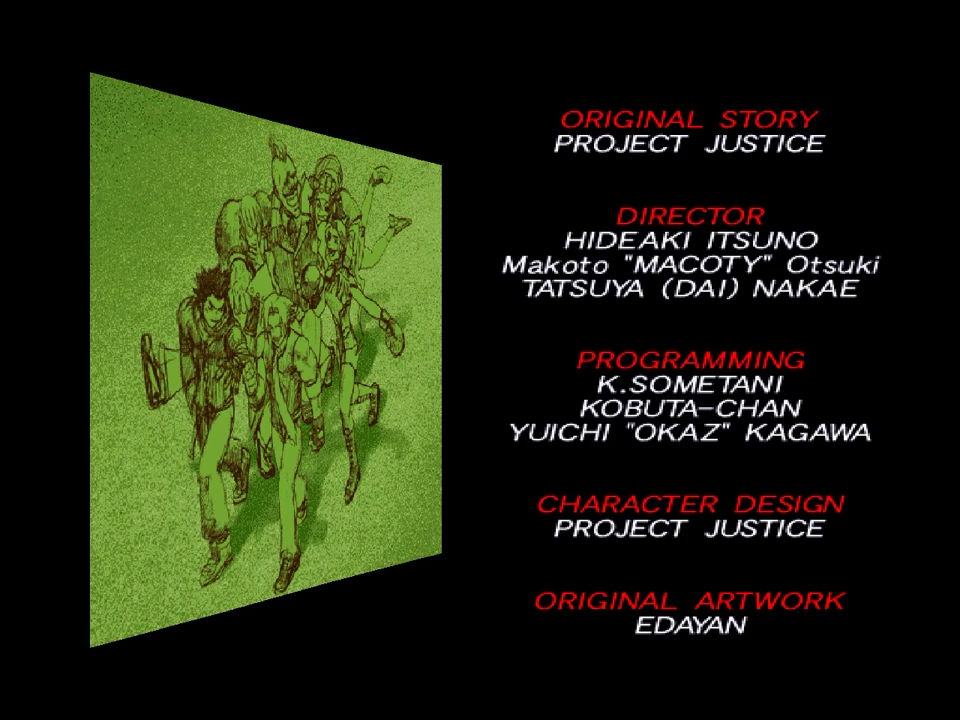 ORIGINAL STORY
PROJECT JUSTICE
DIRECTOR
HIDEAKI ITSUNO
Makoto "MACOTY" Otsuki
TATSUYA (DAI) NAKAE
PROGRAMMING
K.SOMETANI
KOBUTA-CHAN
YUICHI "OKAZ" KAGAWA
CHARACTER DESIGN
PROJECT JUSTICE
ORIGINAL ARTWORK
EDAYAN